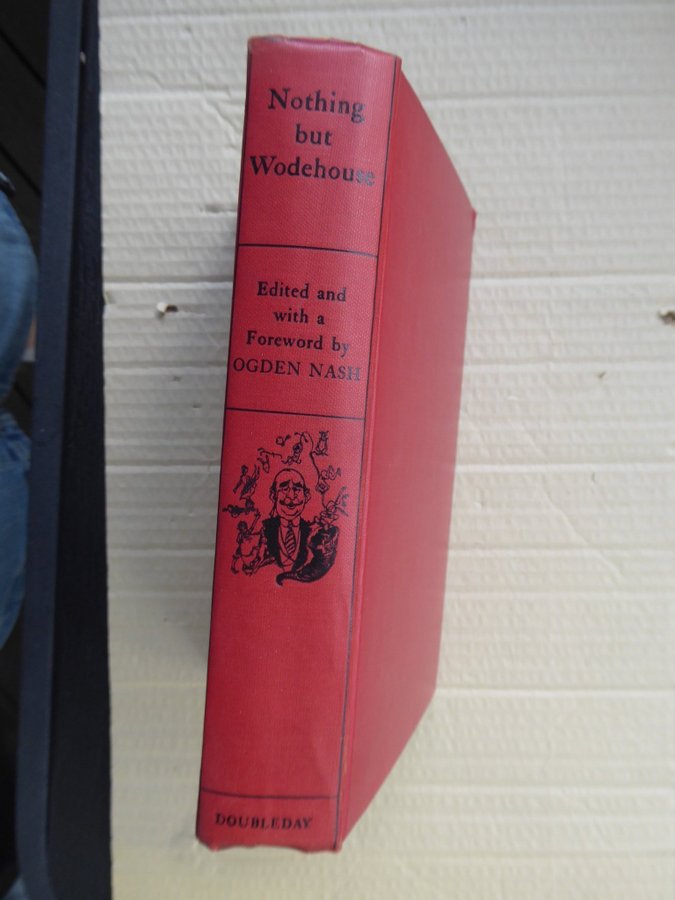 Nothing
but
Wodehouse
Edited and
with a
Foreword by
OGDEN NASH
DOUBLEDAY